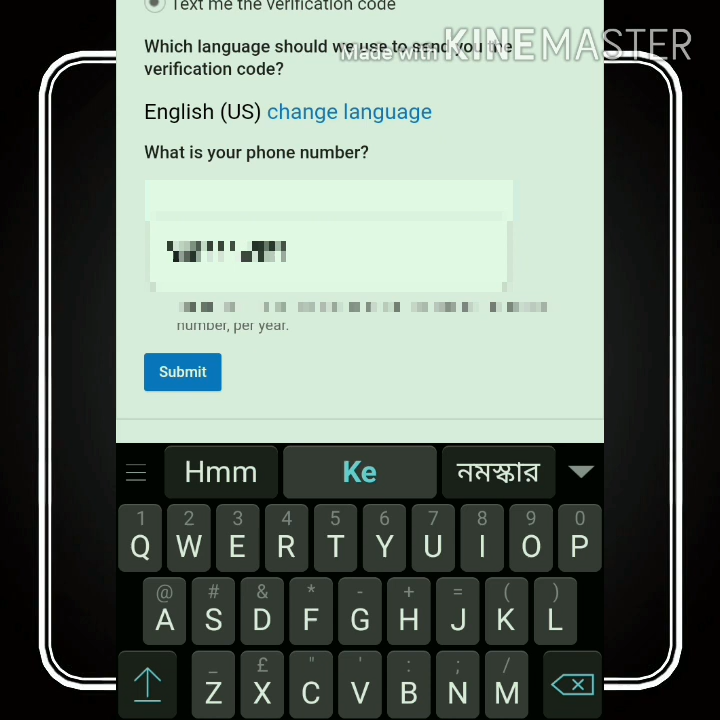 Text me the verification code
Which language should we use to send you the
verification code?
Made with KINEMASTER
English (US) change language
What is your phone number?
number, per year.
Submit
Hmm Ke নমস্কার
1 2 3 4 5 6 7 8 9 0
Q W E R T Y U I O P
@ # & * - + = ( )
A S D F G H J K L
_ £ " ' : ; /
Z X C V B N M